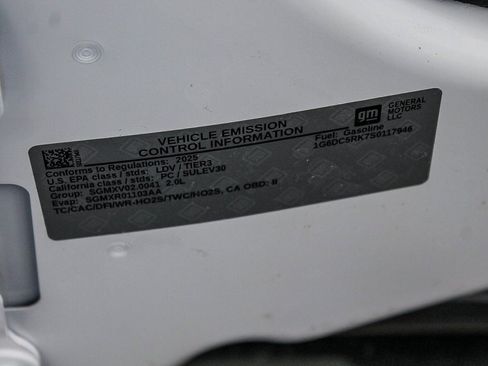 VEHICLE EMISSION
CONTROL INFORMATION
gm
GENERAL
MOTORS
LLC
Conforms to Regulations: 2025
Fuel: Gasoline
U.S. EPA class / stds: LDV / TIER3
1G6DC5RK7S0117946
California class / stds: PC / SULEV30
Group: SGMXV02.0041 2.0L
Evap: SGMXR01103AA
TC/CAC/DFI/WR-HO2S/TWC/HO2S, CA OBD: II